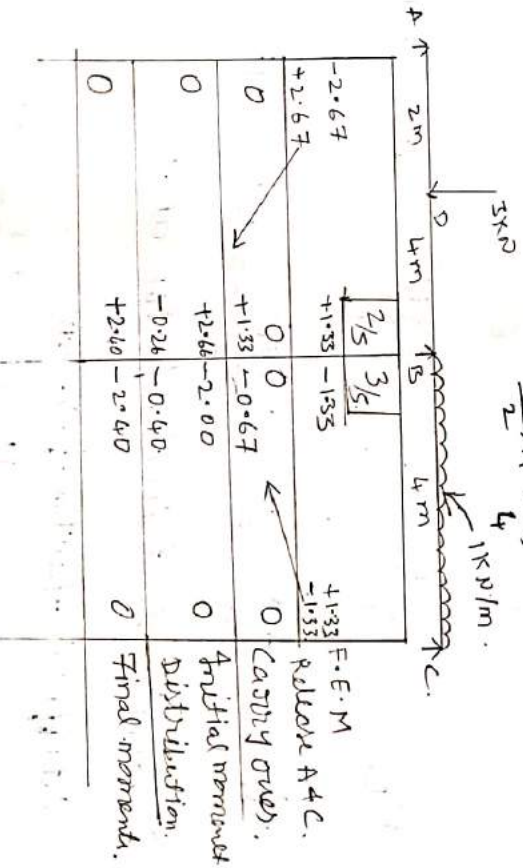 2 4
3KN
1KN/m.
A 2m D 4m B 4m C.
2/5 3/5
-2.67 +1.33 -1.33 +1.33 F.E.M
+2.67 0 0 -1.33 Release A & C.
0 +1.33 -0.67 0 Carry over.
0 +2.66 -2.00 0 Initial moment
-0.26 -0.40 Distribution.
0 +2.40 -2.40 0 Final moments.